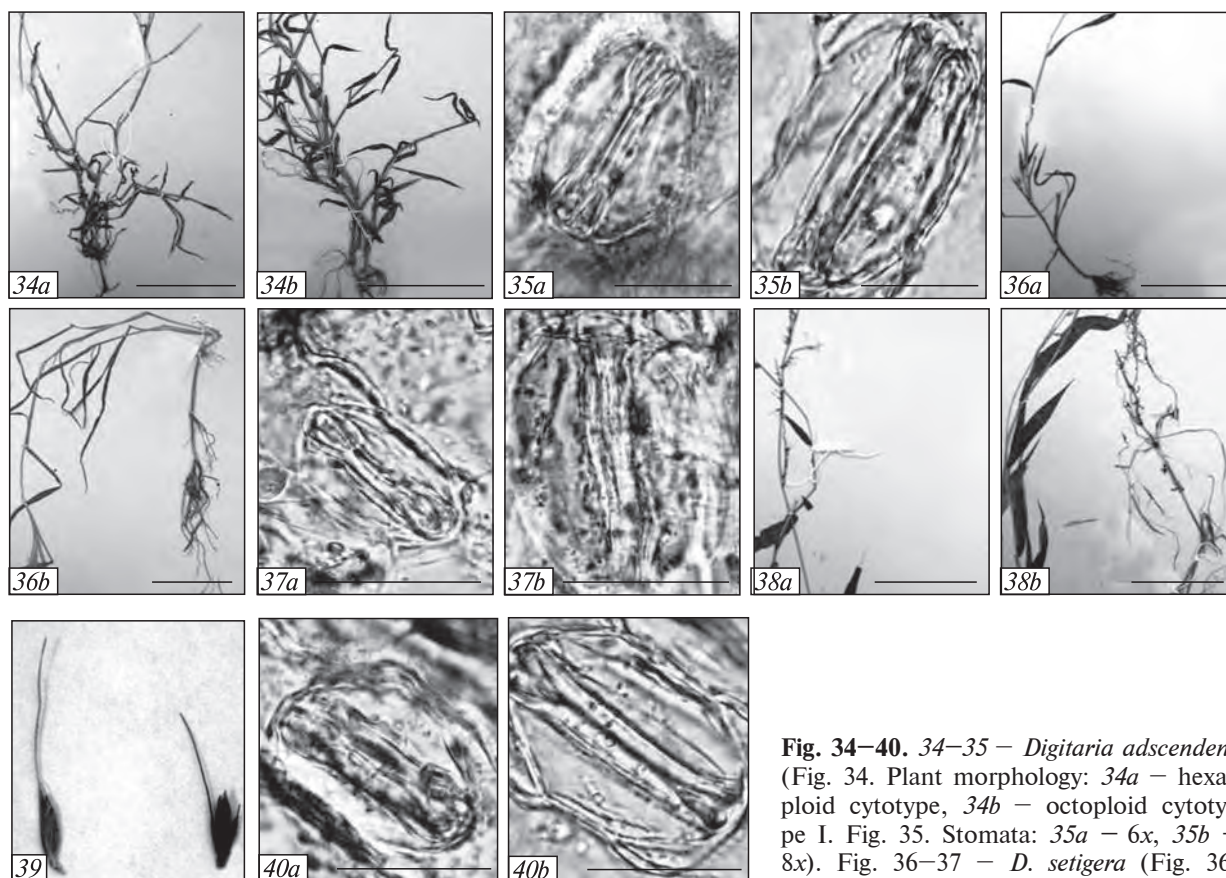 34a
34b
35a
35b
36a
36b
37a
37b
38a
38b
39
40a
40b
Fig. 34–40. 34–35 – Digitaria adscenden
(Fig. 34. Plant morphology: 34a – hexa-
ploid cytotype, 34b – octoploid cytoty-
pe I. Fig. 35. Stomata: 35a – 6x, 35b –
8x). Fig. 36–37 – D. setigera (Fig. 36